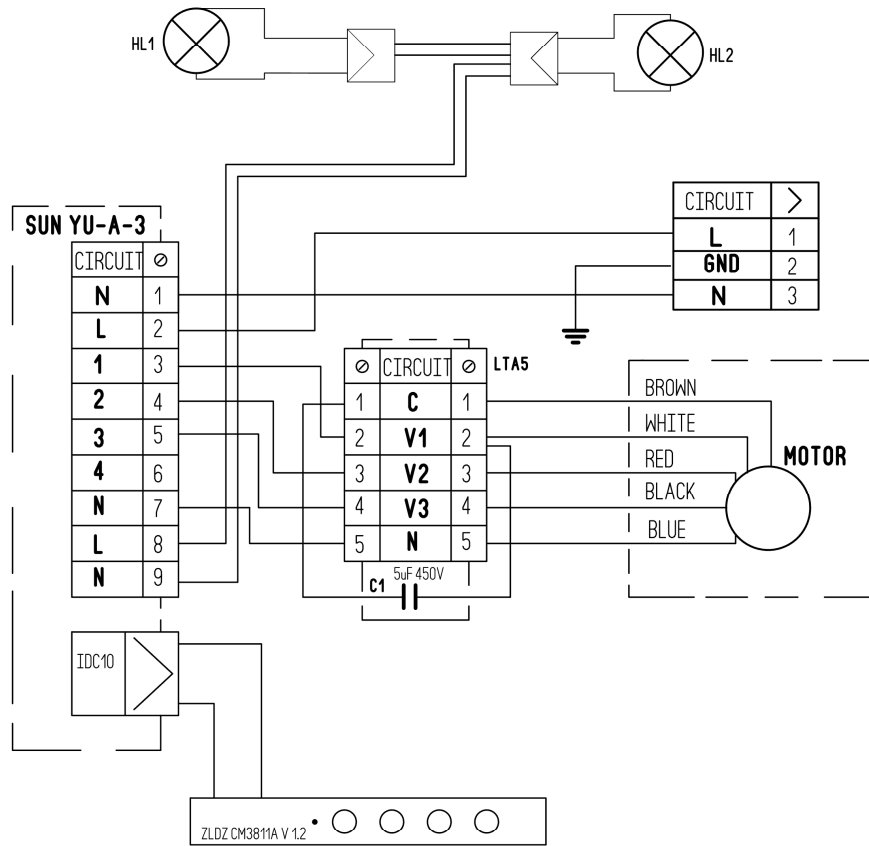 HL1
HL2
SUN YU-A-3
CIRCUIT
N 1
L 2
1 3
2 4
3 5
4 6
N 7
L 8
N 9
IDC10
CIRCUIT
L 1
GND 2
N 3
CIRCUIT LTA5
1 C 1
2 V1 2
3 V2 3
4 V3 4
5 N 5
C1 5uF 450V
BROWN
WHITE
RED
BLACK
BLUE
MOTOR
ZLDZ CM3811A V 1.2